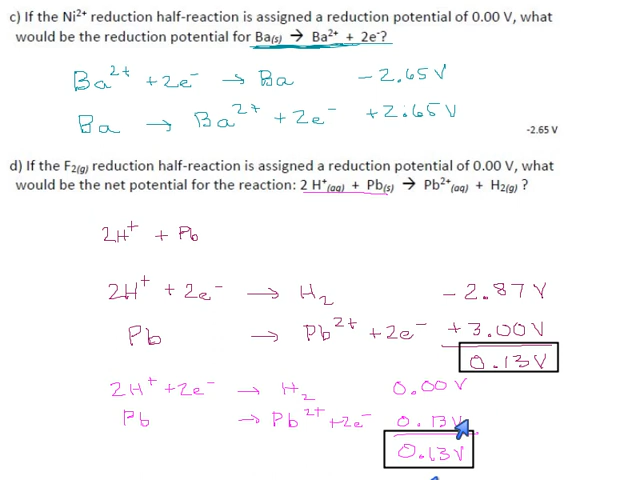 c) If the Ni²⁺ reduction half-reaction is assigned a reduction potential of 0.00 V, what
would be the reduction potential for Ba₍ₛ₎ → Ba²⁺ + 2e⁻?
Ba²⁺ + 2e⁻ → Ba −2.65 V
Ba → Ba²⁺ + 2e⁻ +2.65 V
-2.65 V
d) If the F₂(g) reduction half-reaction is assigned a reduction potential of 0.00 V, what
would be the net potential for the reaction: 2 H⁺(aq) + Pb(s) → Pb²⁺(aq) + H₂(g) ?
2H⁺ + Pb
2H⁺ + 2e⁻ → H₂ −2.87 V
Pb → Pb²⁺ + 2e⁻ +3.00 V
0.13 V
2H⁺ + 2e⁻ → H₂ 0.00 V
Pb → Pb²⁺ + 2e⁻ 0.13 V
0.13 V